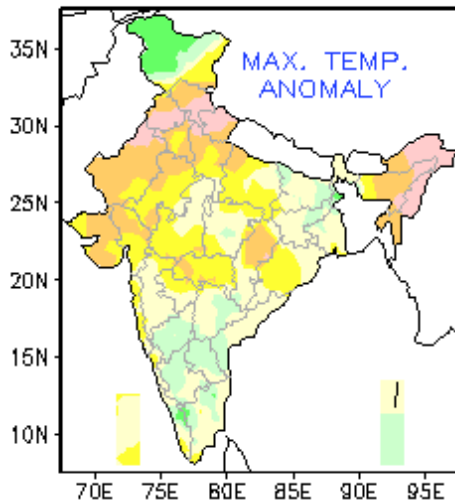 35N
MAX. TEMP.
ANOMALY
30N
25N
20N
15N
10N
70E 75E 80E 85E 90E 95E